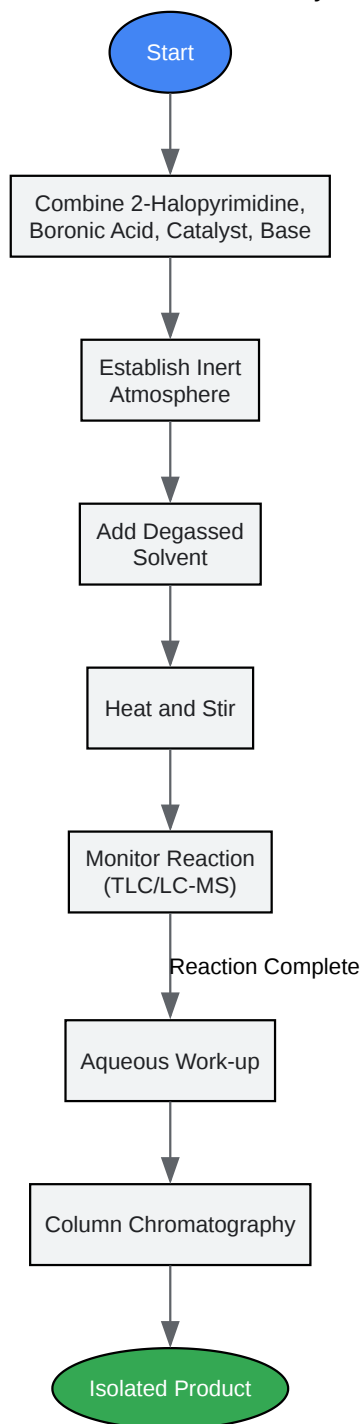 Start
Combine 2-Halopyrimidine,
Boronic Acid, Catalyst, Base
Establish Inert
Atmosphere
Add Degassed
Solvent
Heat and Stir
Monitor Reaction
(TLC/LC-MS)
Reaction Complete
Aqueous Work-up
Column Chromatography
Isolated Product